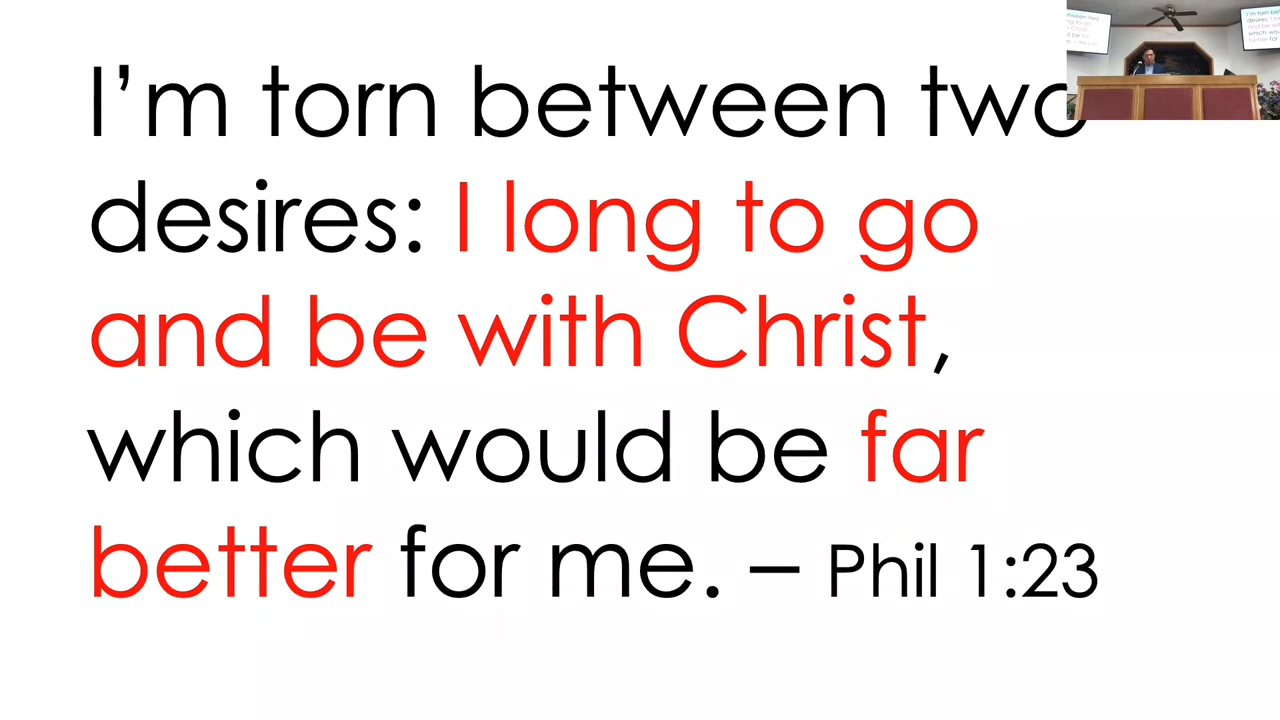 I’m torn between two
desires: I long to go
and be with Christ,
which would be far
better for me. – Phil 1:23